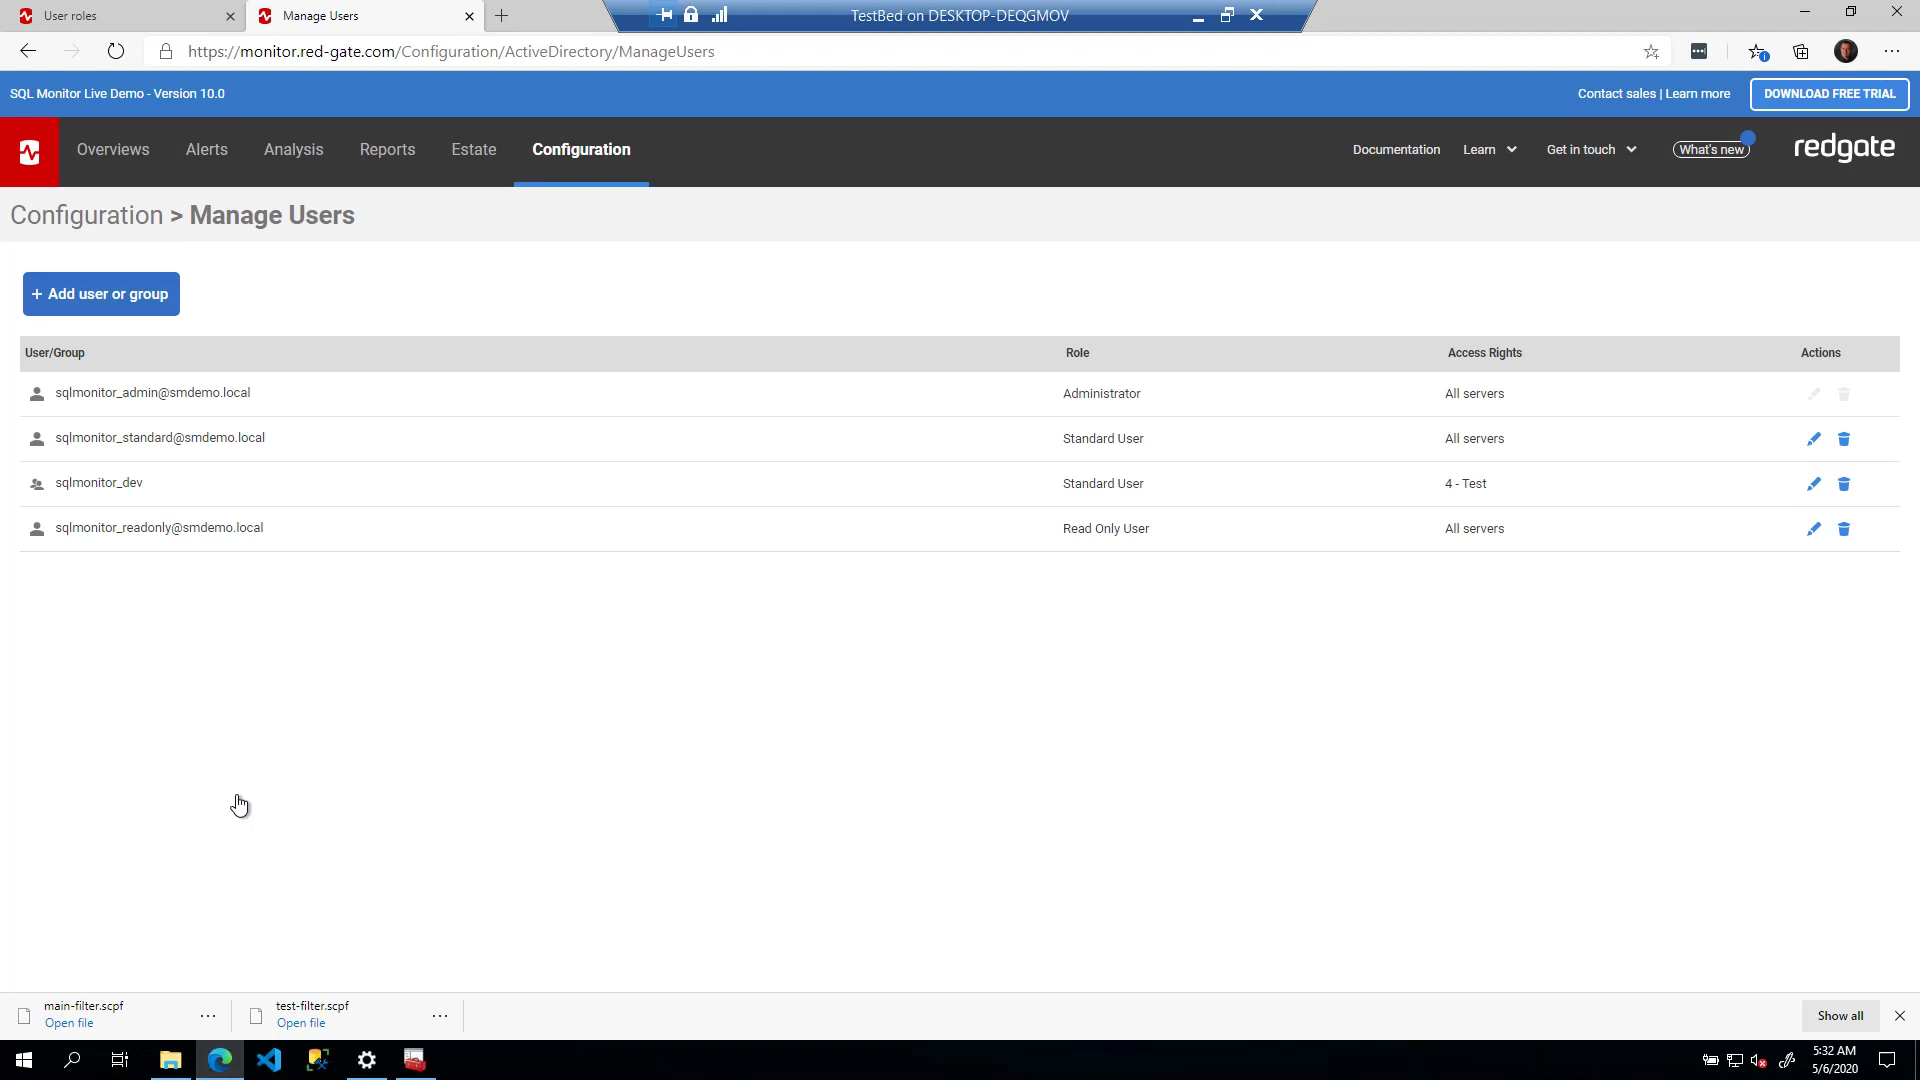 User roles
Manage Users
TestBed on DESKTOP-DEQGMOV
https://monitor.red-gate.com/Configuration/ActiveDirectory/ManageUsers
SQL Monitor Live Demo - Version 10.0
Contact sales | Learn more
DOWNLOAD FREE TRIAL
Overviews
Alerts
Analysis
Reports
Estate
Configuration
Documentation
Learn
Get in touch
What's new
redgate
Configuration > Manage Users
+ Add user or group
User/Group Role Access Rights Actions
sqlmonitor_admin@smdemo.local Administrator All servers
sqlmonitor_standard@smdemo.local Standard User All servers
sqlmonitor_dev Standard User 4 - Test
sqlmonitor_readonly@smdemo.local Read Only User All servers
main-filter.scpf
Open file
test-filter.scpf
Open file
Show all
5:32 AM
5/6/2020